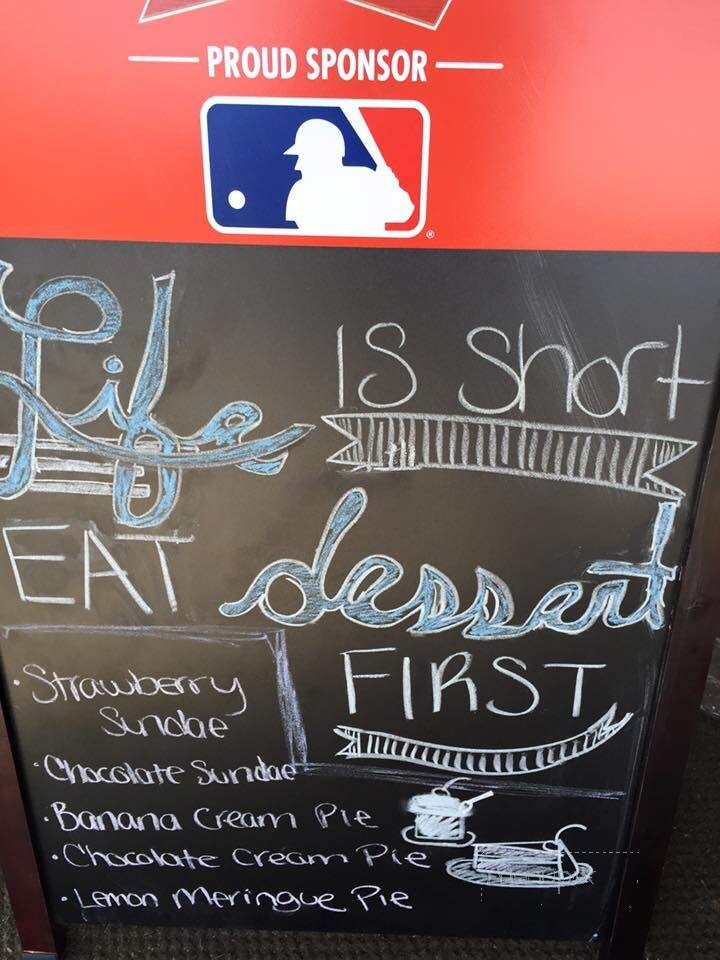 PROUD SPONSOR
®
Life IS Short
EAT dessert
FIRST
· Strawberry
Sundae
· Chocolate Sundae
· Banana Cream Pie
· Chocolate Cream Pie
· Lemon Meringue Pie